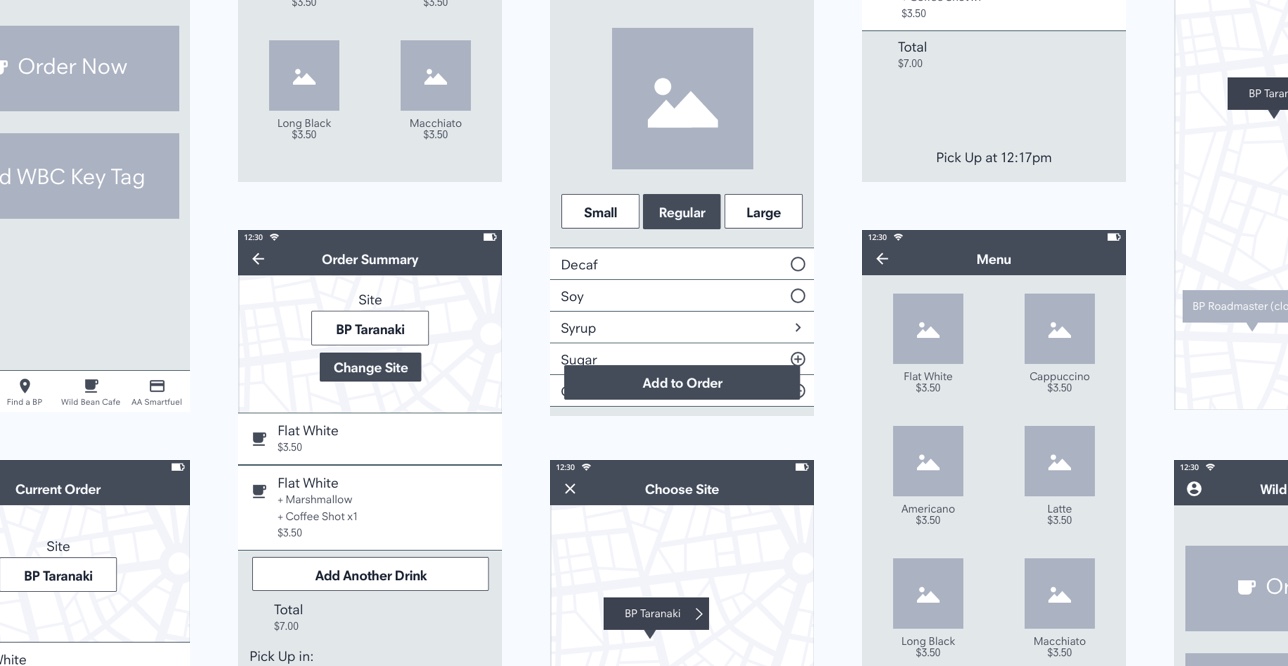 Order Now
d WBC Key Tag
Find a BP
Wild Bean Cafe
AA Smartfuel
Current Order
Site
BP Taranaki
White
$3.50
$3.50
Long Black
$3.50
Macchiato
$3.50
12:30
Order Summary
Site
BP Taranaki
Change Site
Flat White
$3.50
Flat White
+ Marshmallow
+ Coffee Shot x1
$3.50
Add Another Drink
Total
$7.00
Pick Up in:
Small
Regular
Large
Decaf
Soy
Syrup
Sugar
Add to Order
12:30
Choose Site
BP Taranaki
$3.50
Total
$7.00
Pick Up at 12:17pm
12:30
Menu
Flat White
$3.50
Cappuccino
$3.50
Americano
$3.50
Latte
$3.50
Long Black
$3.50
Macchiato
$3.50
BP Taran
BP Roadmaster (clo
12:30
Wild
Or